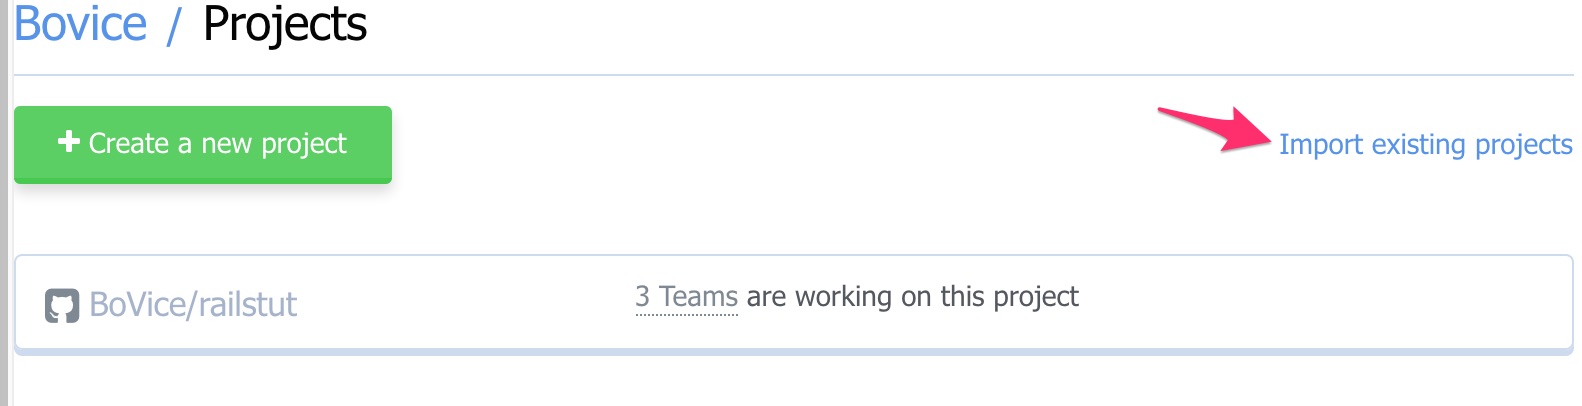 Bovice / Projects
Create a new project
Import existing projects
BoVice/railstut
3 Teams are working on this project